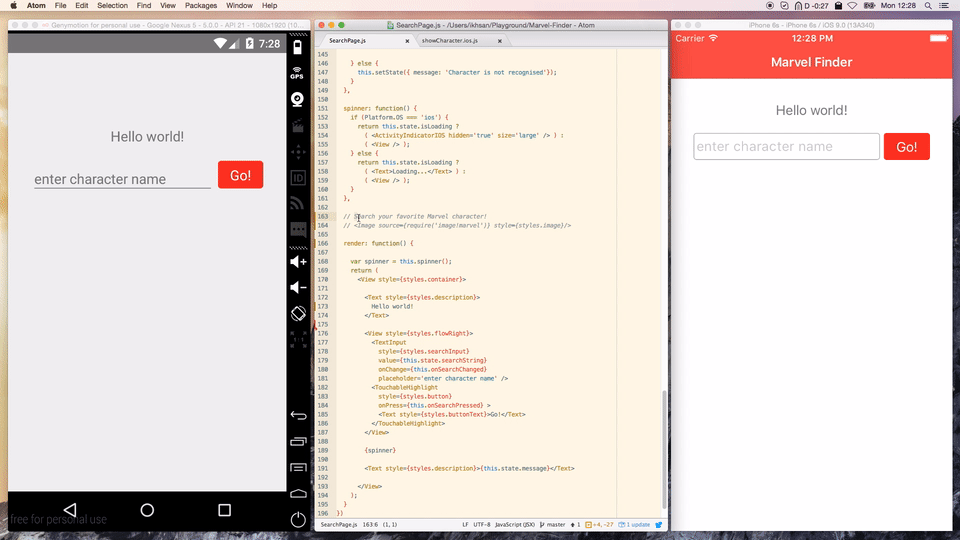 Atom File Edit View Selection Find Packages Window Help
D -0:27
Mon 12:28
Genymotion for personal use - Google Nexus 5 - 5.0.0 - API 21 - 1080x1920 (10
7:28
GPS
ID
1:1
Hello world!
enter character name
Go!
free for personal use
SearchPage.js - /Users/ikhsan/Playground/Marvel-Finder - Atom
SearchPage.js
showCharacter.ios.js
145
146 } else {
147 this.setState({ message: 'Character is not recognised'});
148 }
149 },
150
151 spinner: function() {
152 if (Platform.OS === 'ios') {
153 return this.state.isLoading ?
154 ( <ActivityIndicatorIOS hidden='true' size='large' /> ) :
155 ( <View /> );
156 } else {
157 return this.state.isLoading ?
158 ( <Text>Loading...</Text> ) :
159 ( <View /> );
160 }
161 },
162
163 // Search your favorite Marvel character!
164 // <Image source={require('image!marvel')} style={styles.image}/>
165
166 render: function() {
167
168 var spinner = this.spinner();
169 return (
170 <View style={styles.container}>
171
172 <Text style={styles.description}>
173 Hello world!
174 </Text>
175
176 <View style={styles.flowRight}>
177 <TextInput
178 style={styles.searchInput}
179 value={this.state.searchString}
180 onChange={this.onSearchChanged}
181 placeholder='enter character name' />
182 <TouchableHighlight
183 style={styles.button}
184 onPress={this.onSearchPressed} >
185 <Text style={styles.buttonText}>Go!</Text>
186 </TouchableHighlight>
187 </View>
188
189 {spinner}
190
191 <Text style={styles.description}>{this.state.message}</Text>
192
193 </View>
194 );
195 }
196 })
SearchPage.js 163:6 (1, 1)
LF UTF-8 JavaScript (JSX) master 1 +4, -27 1 update
iPhone 6s - iPhone 6s / iOS 9.0 (13A340)
Carrier 12:28 PM
Marvel Finder
Hello world!
enter character name
Go!